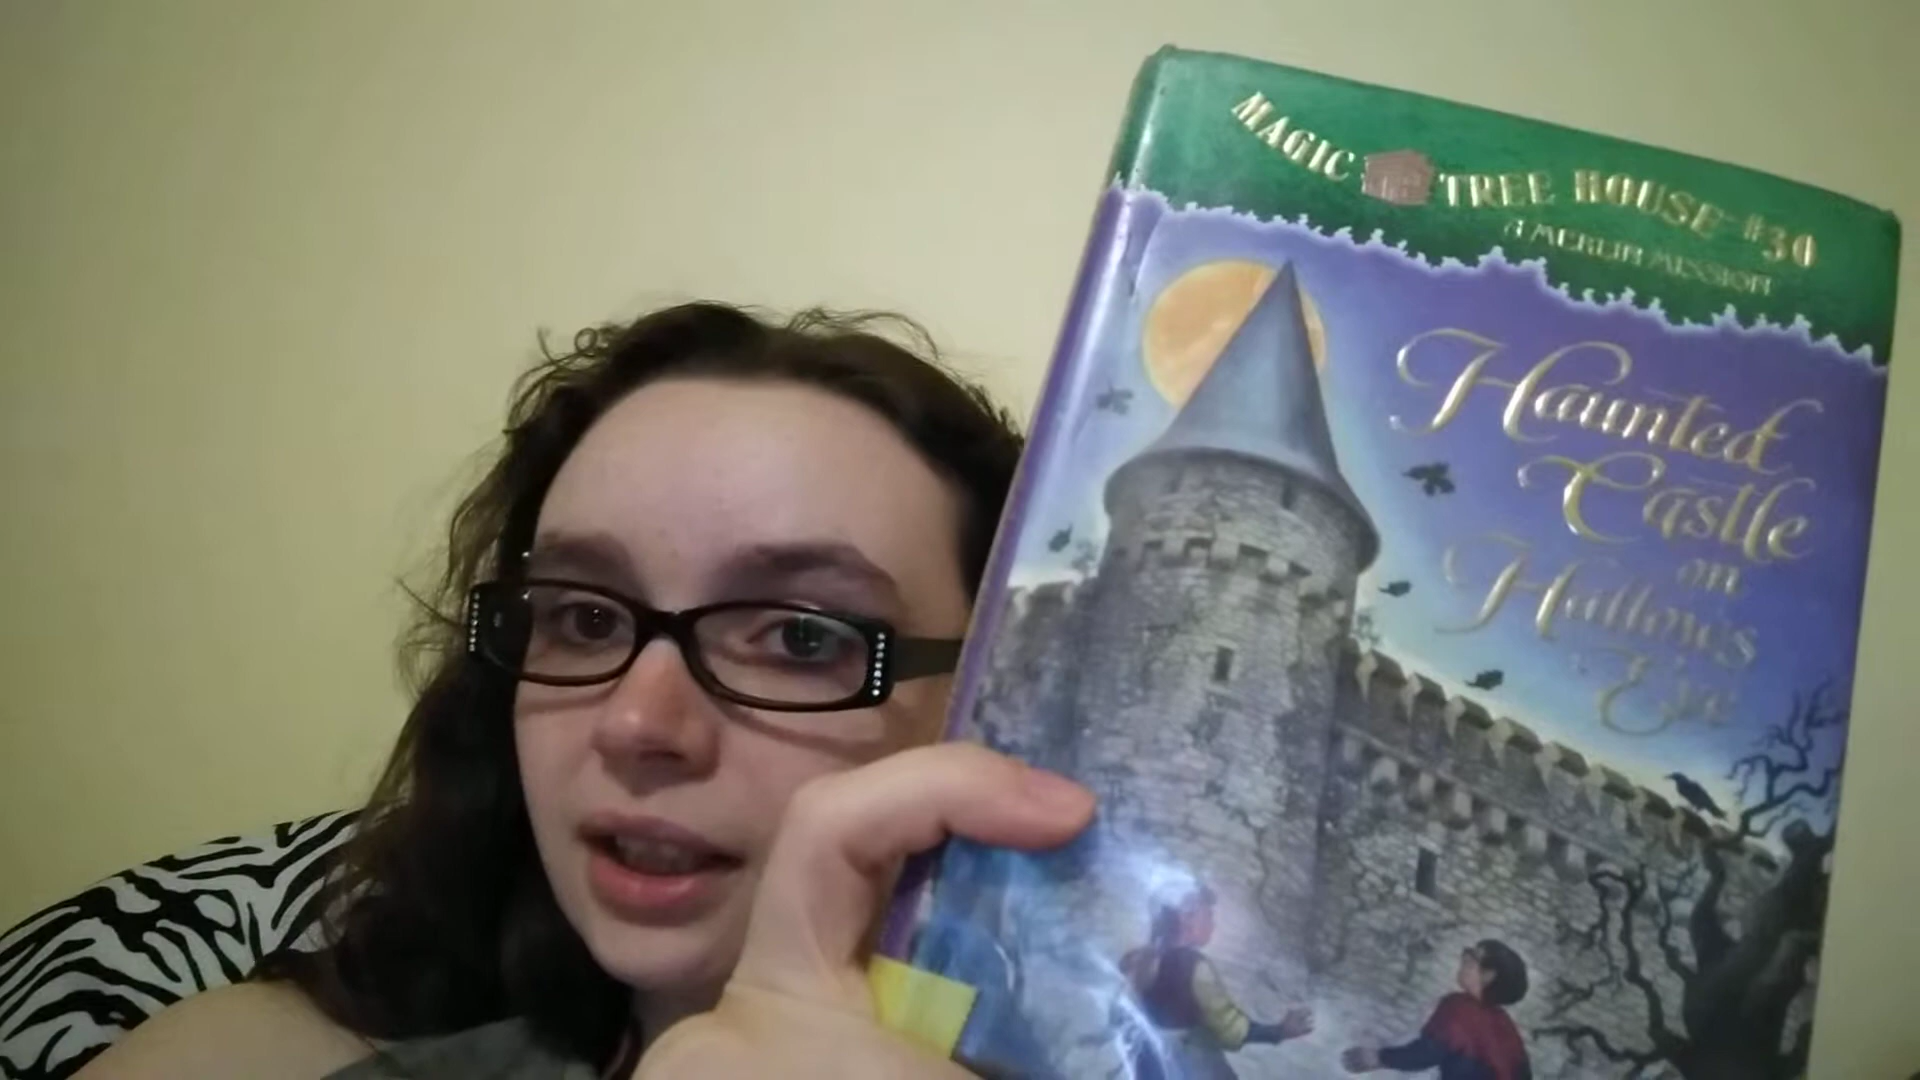 MAGIC TREE HOUSE #30
A MERLIN MISSION
Haunted
Castle
on
Hallows
Eve